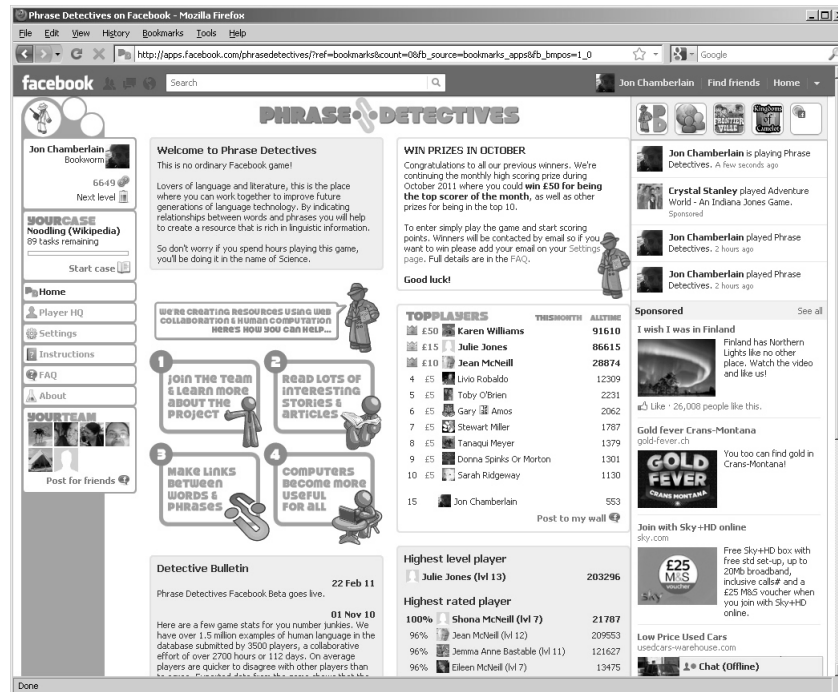 Phrase Detectives on Facebook - Mozilla Firefox
File Edit View History Bookmarks Tools Help
http://apps.facebook.com/phrasedetectives/?ref=bookmarks&count=0&fb_source=bookmarks_apps&fb_bmpos=1_0
Google
facebook
Search
Jon Chamberlain Find friends Home
Jon Chamberlain
Bookworm
6649
Next level
YOURCASE
Noodling (Wikipedia)
89 tasks remaining
Start case
Home
Player HQ
Settings
Instructions
FAQ
About
YOURTEAM
Post for friends
PHRASE DETECTIVES
Welcome to Phrase Detectives
This is no ordinary Facebook game!
Lovers of language and literature, this is the place
where you can work together to improve future
generations of language technology. By indicating
relationships between words and phrases you will help
to create a resource that is rich in linguistic information.
So don't worry if you spend hours playing this game,
you'll be doing it in the name of Science.
WE'RE CREATING RESOURCES USING WEB
COLLABORATION & HUMAN COMPUTATION
HERE'S HOW YOU CAN HELP...
1
JOIN THE TEAM
& LEARN MORE
ABOUT THE
PROJECT
2
READ LOTS OF
INTERESTING
STORIES &
ARTICLES
3
MAKE LINKS
BETWEEN
WORDS &
PHRASES
4
COMPUTERS
BECOME MORE
USEFUL
FOR ALL
Detective Bulletin
22 Feb 11
Phrase Detectives Facebook Beta goes live.
01 Nov 10
Here are a few game stats for you number junkies. We
have over 1.5 million examples of human language in the
database submitted by 3500 players, a collaborative
effort of over 2700 hours or 112 days. On average
players are quicker to disagree with other players than
WIN PRIZES IN OCTOBER
Congratulations to all our previous winners. We're
continuing the monthly high scoring prize during
October 2011 where you could win £50 for being
the top scorer of the month, as well as other
prizes for being in the top 10.
To enter simply play the game and start scoring
points. Winners will be contacted by email so if you
want to win please add your email on your Settings
page. Full details are in the FAQ.
Good luck!
TOPPLAYERS THISMONTH ALLTIME
£50 Karen Williams 91610
£15 Julie Jones 86615
£10 Jean McNeill 28874
4 £5 Livio Robaldo 12309
5 £5 Toby O'Brien 2231
6 £5 Gary Amos 2062
7 £5 Stewart Miller 1787
8 £5 Tanaqui Meyer 1379
9 £5 Donna Spinks Or Morton 1301
10 £5 Sarah Ridgeway 1130
15 Jon Chamberlain 553
Post to my wall
Highest level player
Julie Jones (lvl 13) 203296
Highest rated player
100% Shona McNeill (lvl 7) 21787
96% Jean McNeill (lvl 12) 209553
96% Jemma Anne Bastable (lvl 11) 121627
96% Eileen McNeill (lvl 7) 13475
FRONTIER
VILLE
Kingdoms
of
Camelot
Jon Chamberlain is playing Phrase
Detectives. A few seconds ago
Crystal Stanley played Adventure
World - An Indiana Jones Game.
Sponsored
Jon Chamberlain played Phrase
Detectives. 2 hours ago
Jon Chamberlain played Phrase
Detectives. 2 hours ago
Sponsored See all
I wish I was in Finland
Finland has Northern
Lights like no other
place. Watch the video
and like us!
Like · 26,008 people like this.
Gold fever Crans-Montana
gold-fever.ch
GOLD
FEVER
CRANS MONTANA
You too can find gold in
Crans-Montana!
Join with Sky+HD online
sky.com
£25
M&S
voucher
sky
Free Sky+HD box with
free std set-up, up to
20Mb broadband,
inclusive calls# and a
£25 M&S voucher when
you join with Sky+HD
online.
Low Price Used Cars
usedcars-warehouse.com
Chat (Offline)
Done